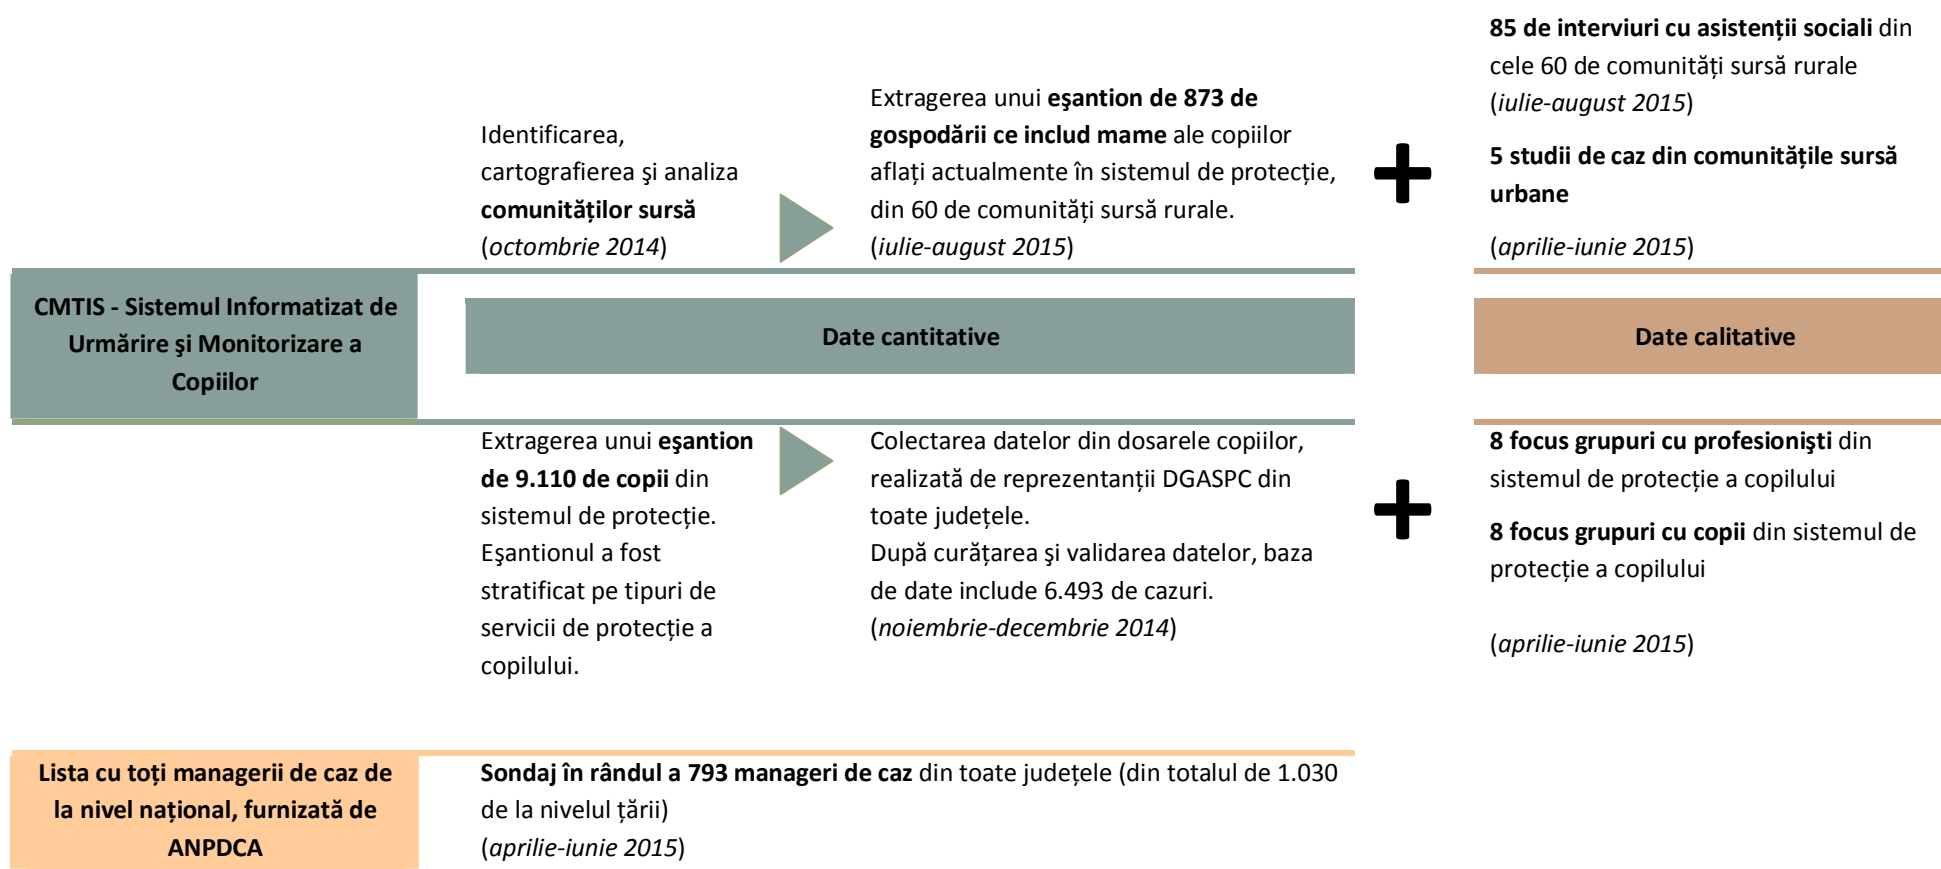 Identificarea,
cartografierea şi analiza
comunităților sursă
(octombrie 2014)
Extragerea unui eşantion de 873 de
gospodării ce includ mame ale copiilor
aflați actualmente în sistemul de protecție,
din 60 de comunități sursă rurale.
(iulie-august 2015)
85 de interviuri cu asistenții sociali din
cele 60 de comunități sursă rurale
(iulie-august 2015)
5 studii de caz din comunitățile sursă
urbane
(aprilie-iunie 2015)
CMTIS - Sistemul Informatizat de
Urmărire şi Monitorizare a
Copiilor
Date cantitative
Date calitative
Extragerea unui eşantion
de 9.110 de copii din
sistemul de protecție.
Eşantionul a fost
stratificat pe tipuri de
servicii de protecție a
copilului.
Colectarea datelor din dosarele copiilor,
realizată de reprezentanții DGASPC din
toate județele.
După curățarea şi validarea datelor, baza
de date include 6.493 de cazuri.
(noiembrie-decembrie 2014)
8 focus grupuri cu profesionişti din
sistemul de protecție a copilului
8 focus grupuri cu copii din sistemul de
protecție a copilului
(aprilie-iunie 2015)
Lista cu toți managerii de caz de
la nivel național, furnizată de
ANPDCA
Sondaj în rândul a 793 manageri de caz din toate județele (din totalul de 1.030
de la nivelul țării)
(aprilie-iunie 2015)